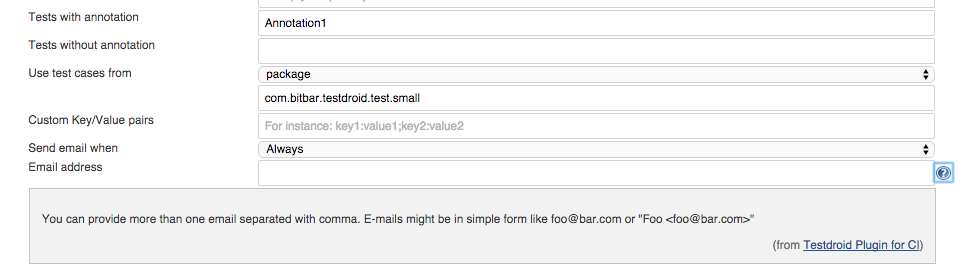 Tests with annotation
Annotation1
Tests without annotation
Use test cases from
package
com.bitbar.testdroid.test.small
Custom Key/Value pairs
For instance: key1:value1;key2:value2
Send email when
Always
Email address
You can provide more than one email separated with comma. E-mails might be in simple form like foo@bar.com or "Foo <foo@bar.com>"
(from Testdroid Plugin for CI)